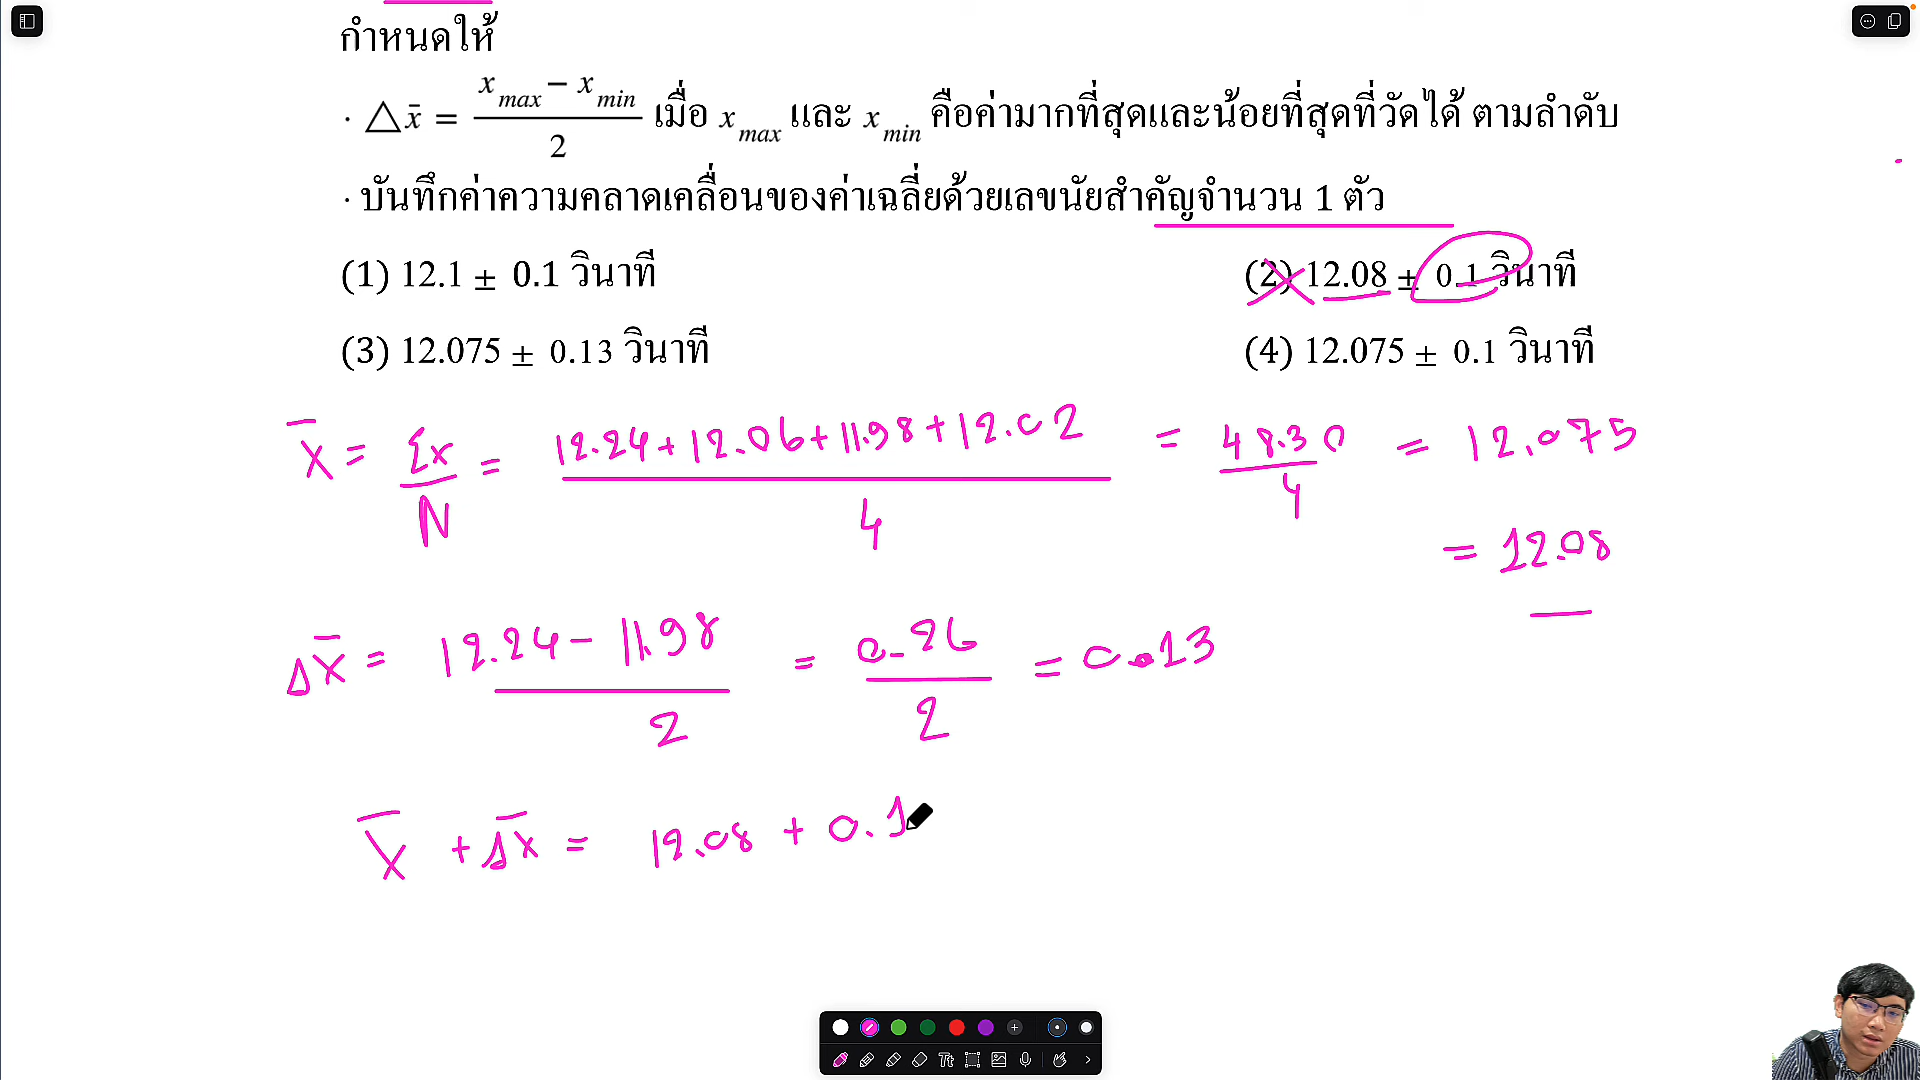 กำหนดให้
· △x̄ = (x_max − x_min)/2 เมื่อ x_max และ x_min คือค่ามากที่สุดและน้อยที่สุดที่วัดได้ ตามลำดับ
· บันทึกค่าความคลาดเคลื่อนของค่าเฉลี่ยด้วยเลขนัยสำคัญจำนวน 1 ตัว
(1) 12.1 ± 0.1 วินาที (2) 12.08 ± 0.1 วินาที
(3) 12.075 ± 0.13 วินาที (4) 12.075 ± 0.1 วินาที
x̄ = Σx/N = (12.24+12.06+11.98+12.02)/4 = 48.30/4 = 12.075
= 12.08
Δx̄ = (12.24 − 11.98)/2 = 0.26/2 = 0.13
x̄ + Δx̄ = 12.08 + 0.1
Tt